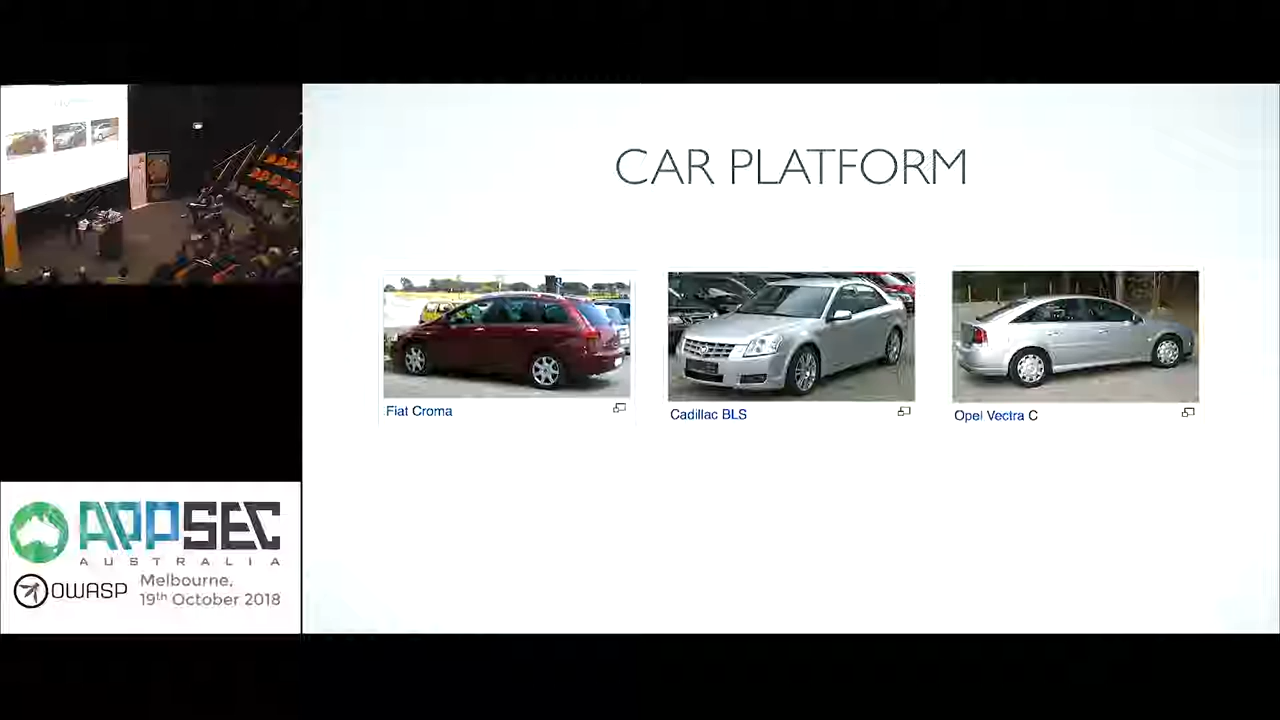 CAR PLATFORM
Fiat Croma
Cadillac BLS
Opel Vectra C
APPSEC
AUSTRALIA
OWASP
Melbourne,
19th October 2018